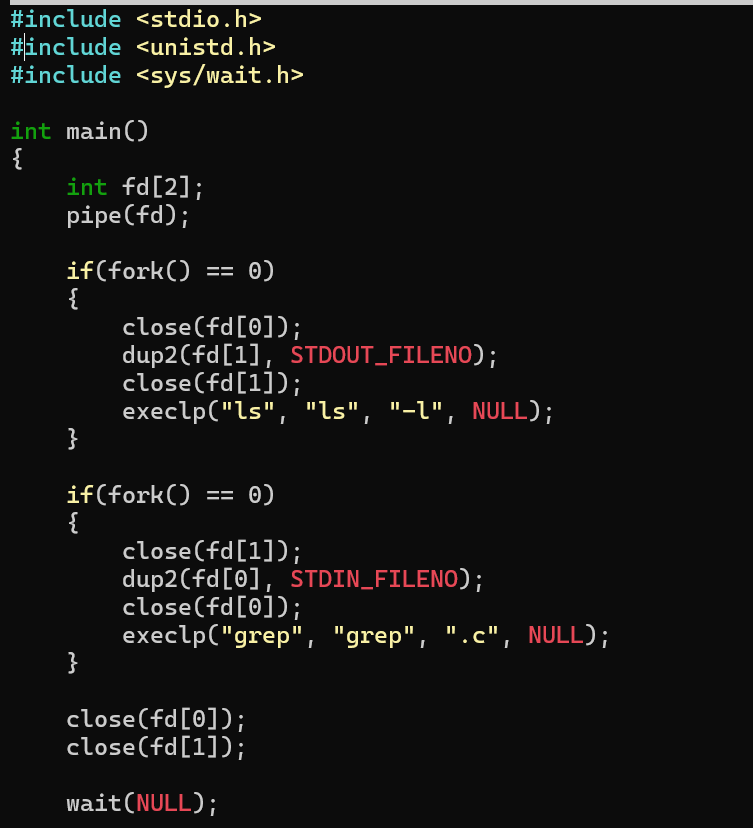 #include <stdio.h>
#include <unistd.h>
#include <sys/wait.h>

int main()
{
    int fd[2];
    pipe(fd);

    if(fork() == 0)
    {
        close(fd[0]);
        dup2(fd[1], STDOUT_FILENO);
        close(fd[1]);
        execlp("ls", "ls", "-l", NULL);
    }

    if(fork() == 0)
    {
        close(fd[1]);
        dup2(fd[0], STDIN_FILENO);
        close(fd[0]);
        execlp("grep", "grep", ".c", NULL);
    }

    close(fd[0]);
    close(fd[1]);

    wait(NULL);